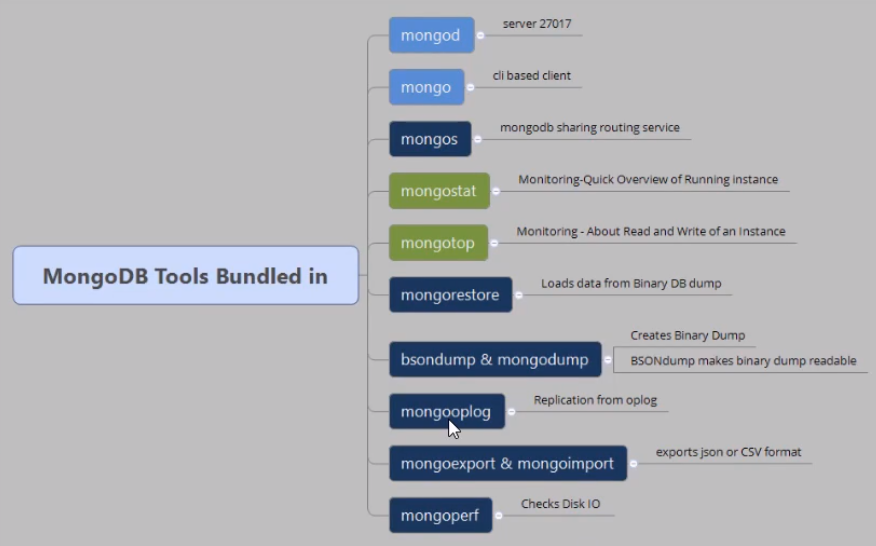 mongod
server 27017
mongo
cli based client
mongos
mongodb sharing routing service
mongostat
Monitoring-Quick Overview of Running instance
mongotop
Monitoring - About Read and Write of an Instance
MongoDB Tools Bundled in
mongorestore
Loads data from Binary DB dump
bsondump & mongodump
Creates Binary Dump
BSONdump makes binary dump readable
mongooplog
Replication from oplog
mongoexport & mongoimport
exports json or CSV format
mongoperf
Checks Disk IO